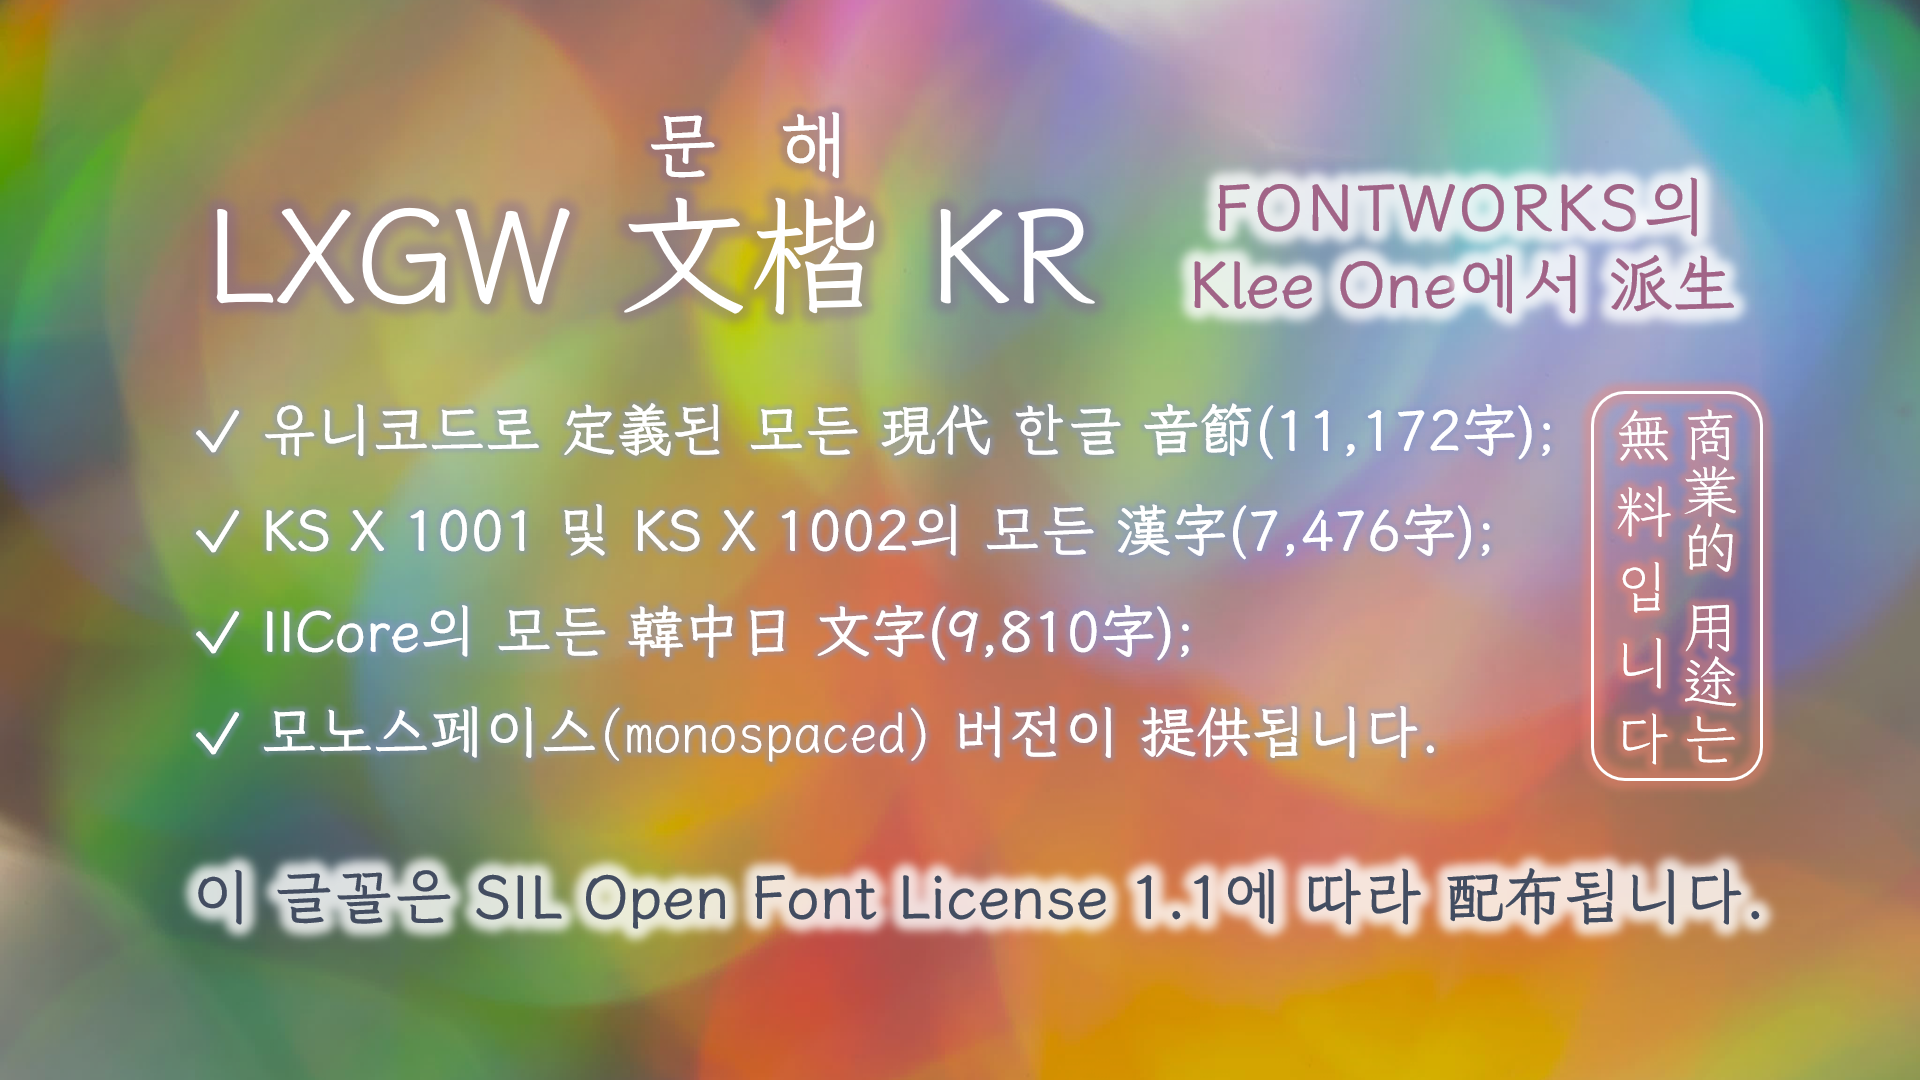 문 해
LXGW 文楷 KR
FONTWORKS의
Klee One에서 派生
✓ 유니코드로 定義된 모든 現代 한글 音節(11,172字);
✓ KS X 1001 및 KS X 1002의 모든 漢字(7,476字);
✓ IICore의 모든 韓中日 文字(9,810字);
✓ 모노스페이스(monospaced) 버전이 提供됩니다.
商業的 用途는
無料입니다
이 글꼴은 SIL Open Font License 1.1에 따라 配布됩니다.